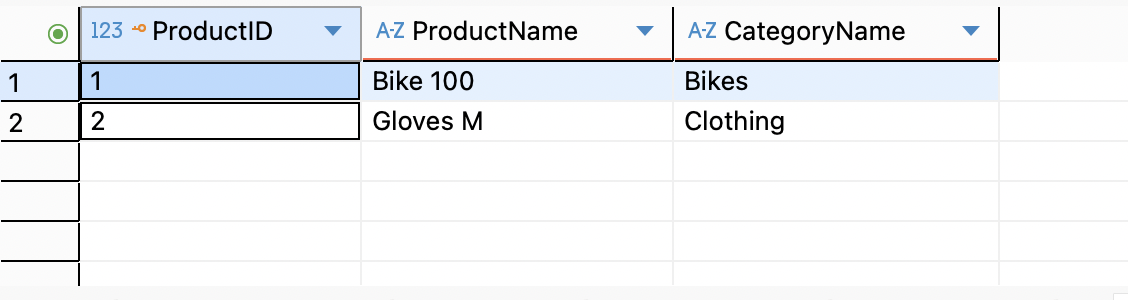 123 ProductID A-Z ProductName A-Z CategoryName
1 1 Bike 100 Bikes
2 2 Gloves M Clothing